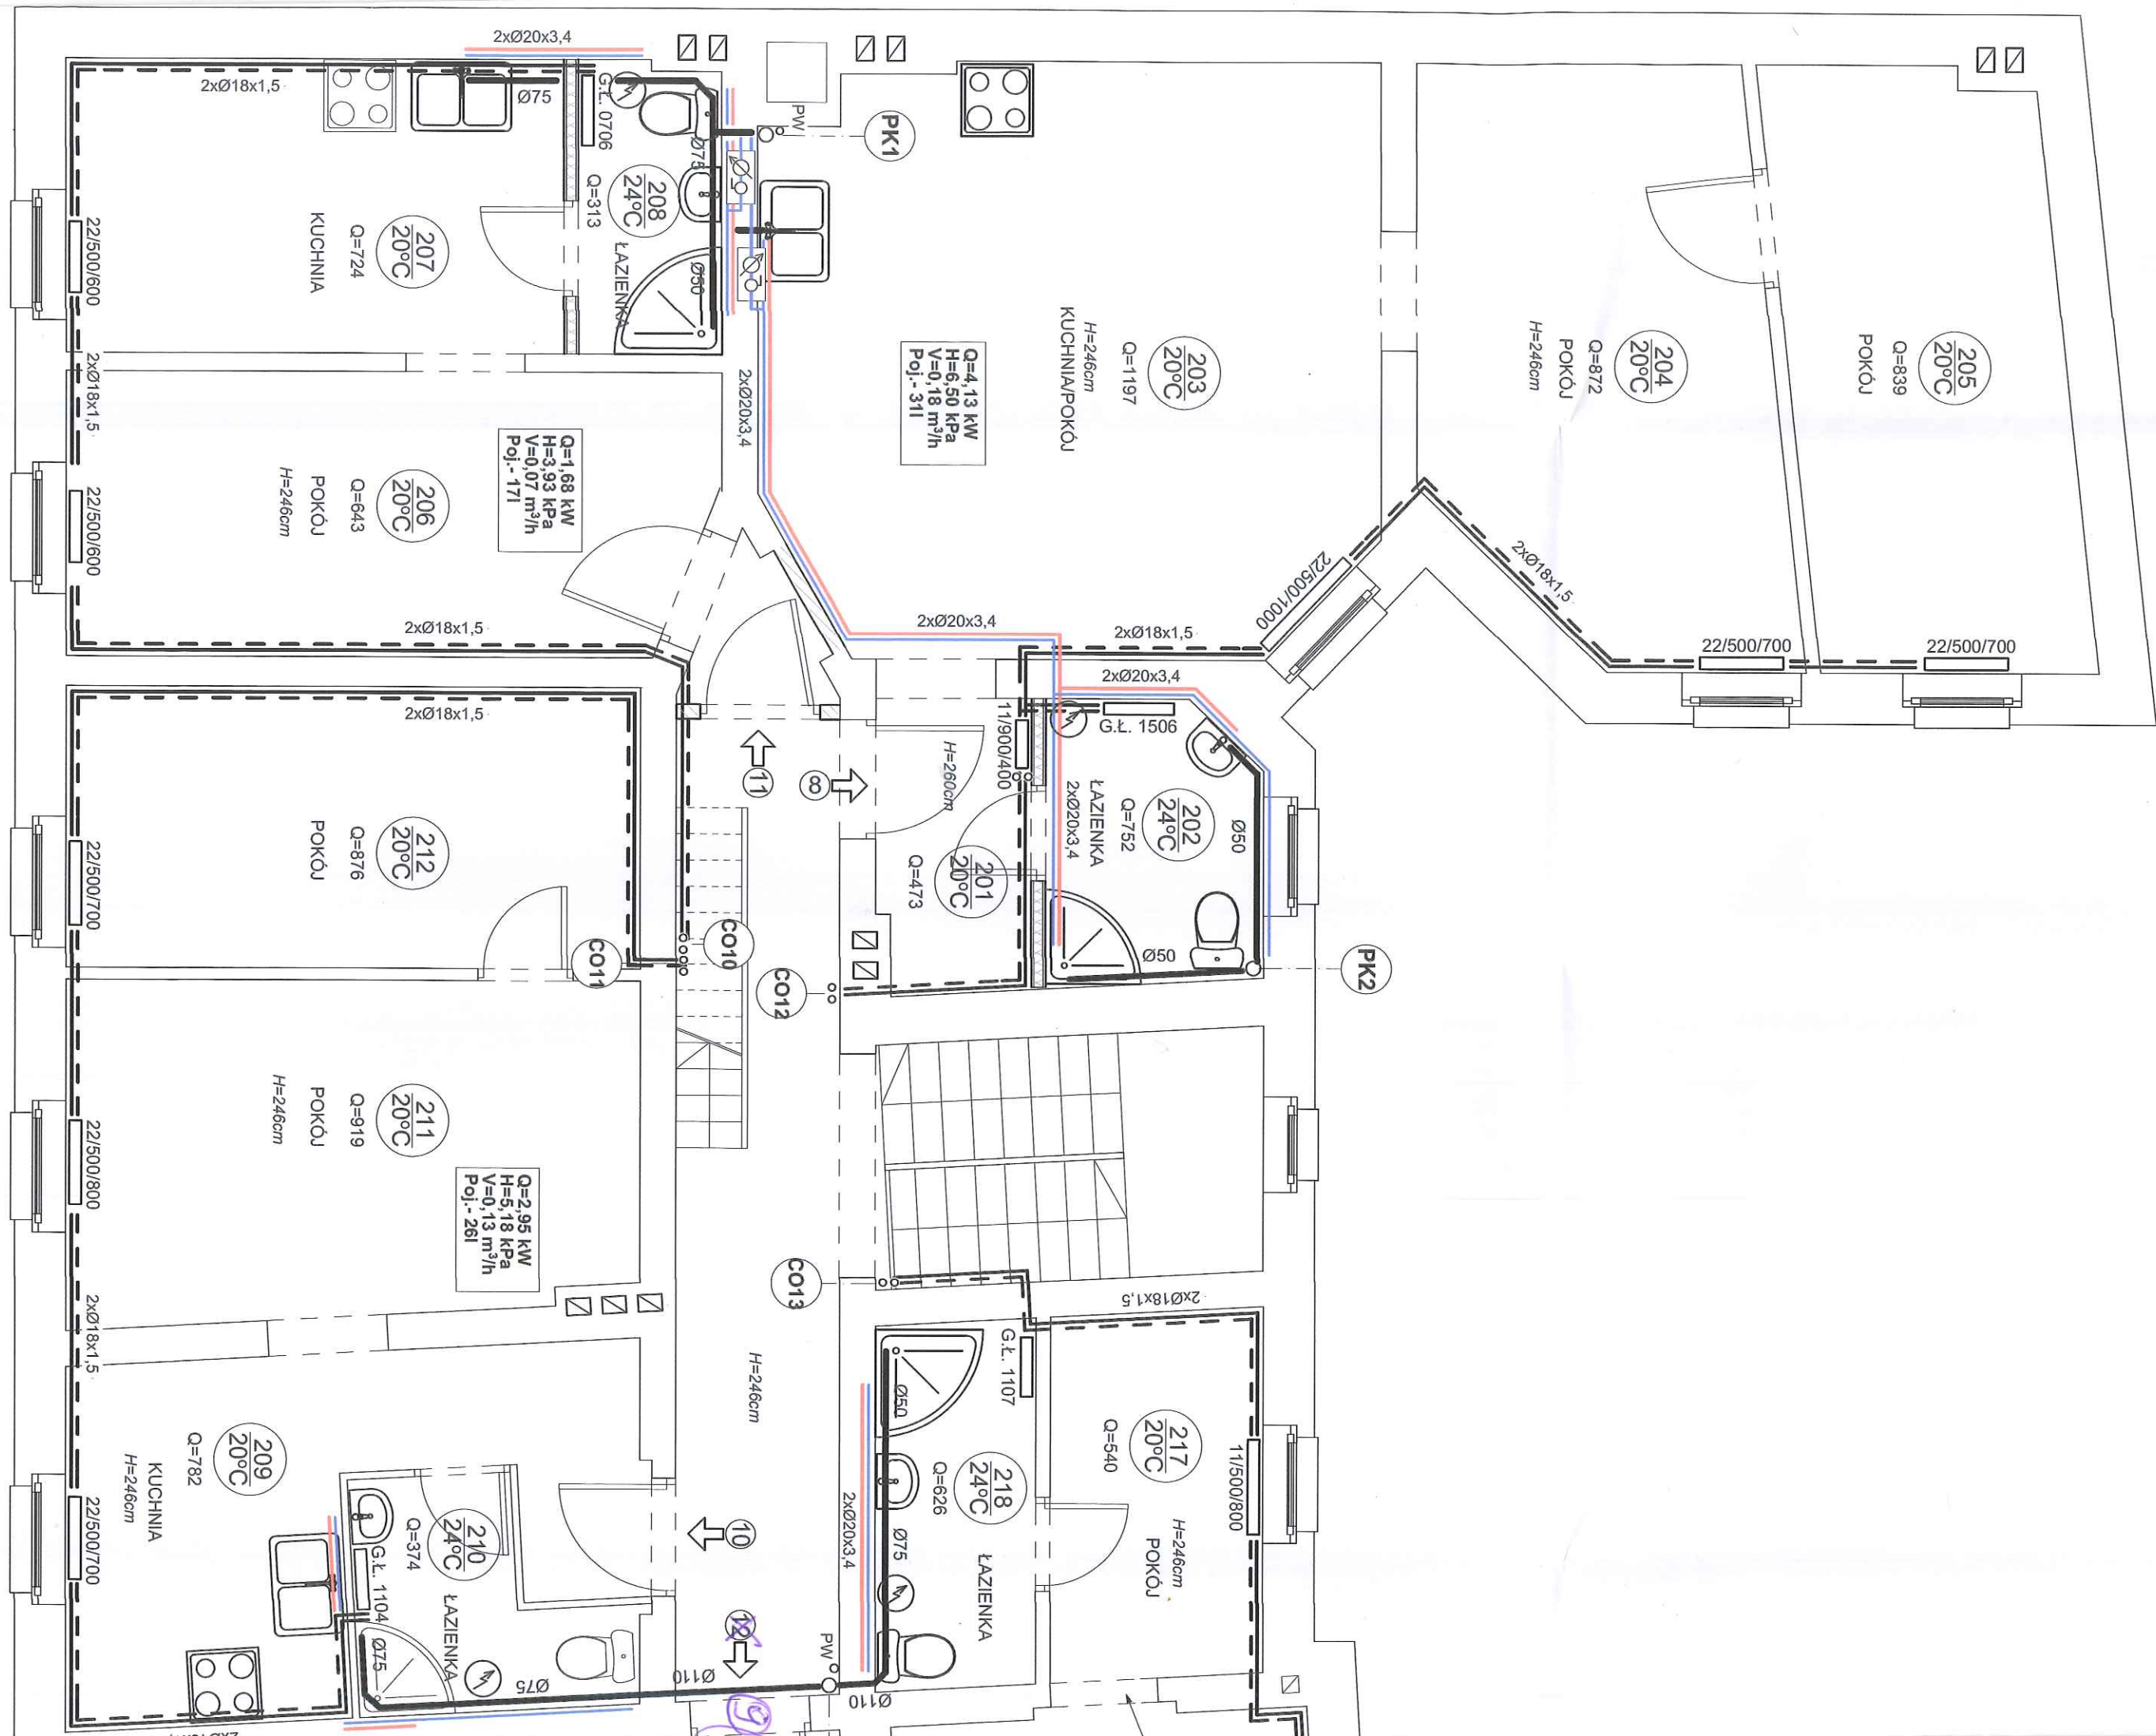 2xØ20x3,4
2xØ18x1,5
Ø75
G.Ł. 0706
Ø75
Q=313
208
24°C
ŁAZIENKA
Ø50
207
20°C
Q=724
KUCHNIA
22/500/600
2xØ18x1,5
PW
PK1
2xØ20x3,4
Q=4,13 kW
H=6,50 kPa
V=0,18 m³/h
Poj.- 31l
203
20°C
Q=1197
H=246cm
KUCHNIA/POKÓJ
204
20°C
Q=872
POKÓJ
H=246cm
205
20°C
Q=839
POKÓJ
Q=1,68 kW
H=3,93 kPa
V=0,07 m³/h
Poj.- 17l
206
20°C
Q=643
POKÓJ
H=246cm
22/500/600
2xØ18x1,5
2xØ20x3,4
2xØ18x1,5
22/500/1000
2xØ18x1,5
22/500/700
22/500/700
2xØ20x3,4
2xØ18x1,5
11
8
H=260cm
11/900/400
G.Ł. 1506
ŁAZIENKA
2xØ20x3,4
Q=752
202
24°C
Ø50
201
20°C
Q=473
Ø50
PK2
212
20°C
Q=876
POKÓJ
22/500/700
CO11
CO10
CO12
211
20°C
Q=919
POKÓJ
H=246cm
22/500/800
Q=2,95 kW
H=5,18 kPa
V=0,13 m³/h
Poj.- 26l
CO13
2xØ18x1,5
2xØ18x1,5
H=246cm
G.Ł. 1107
Ø50
218
24°C
Q=626
ŁAZIENKA
Ø75
2xØ20x3,4
217
20°C
Q=540
H=246cm
POKÓJ
11/500/800
209
20°C
Q=782
KUCHNIA
H=246cm
22/500/700
210
24°C
Q=374
G.Ł. 1104
ŁAZIENKA
Ø75
10
12
PW
Ø75
Ø110
Ø110
9